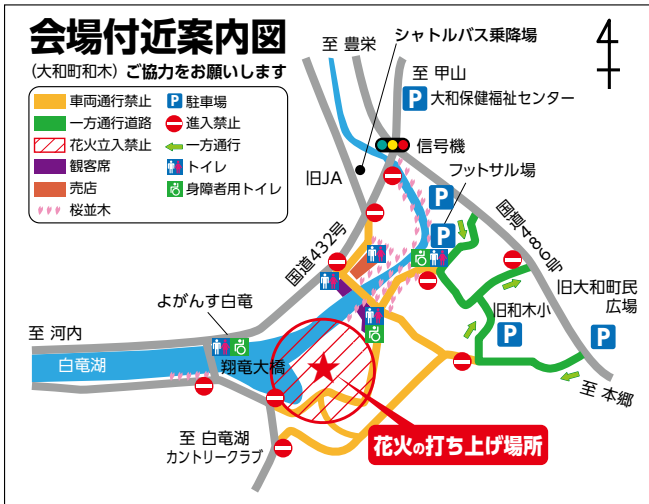 会場付近案内図
(大和町和木) ご協力をお願いします
車両通行禁止
一方通行道路
花火立入禁止
観客席
売店
桜並木
P 駐車場
進入禁止
一方通行
トイレ
身障者用トイレ
至 豊栄
シャトルバス乗降場
至 甲山
P 大和保健福祉センター
信号機
旧JA
フットサル場
P
P
国道432号
国道486号
旧大和町民
広場
P
旧和木小
P
よがんす白竜
至 河内
白竜湖
翔竜大橋
至 本郷
至 白竜湖
カントリークラブ
花火の打ち上げ場所
4